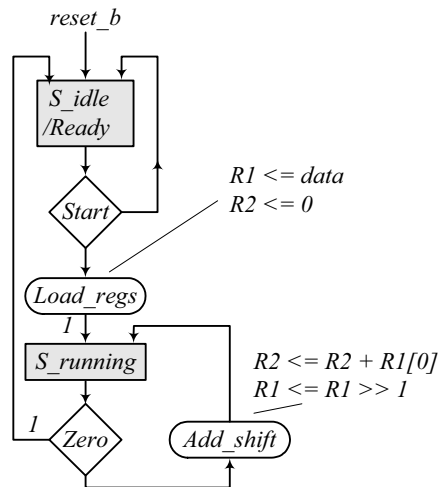 reset_b
S_idle
/Ready
Start
R1 <= data
R2 <= 0
Load_regs
1
S_running
R2 <= R2 + R1[0]
R1 <= R1 >> 1
1
Zero
Add_shift